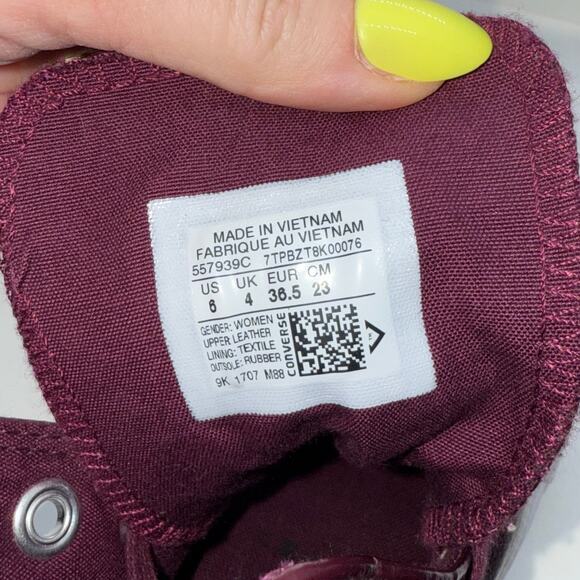 MADE IN VIETNAM
FABRIQUE AU VIETNAM
557939C 7TPBZT8K00076
US UK EUR CM
6 4 36.5 23
GENDER: WOMEN
UPPER: LEATHER
LINING: TEXTILE
OUTSOLE: RUBBER
9K 1707 M88
CONVERSE